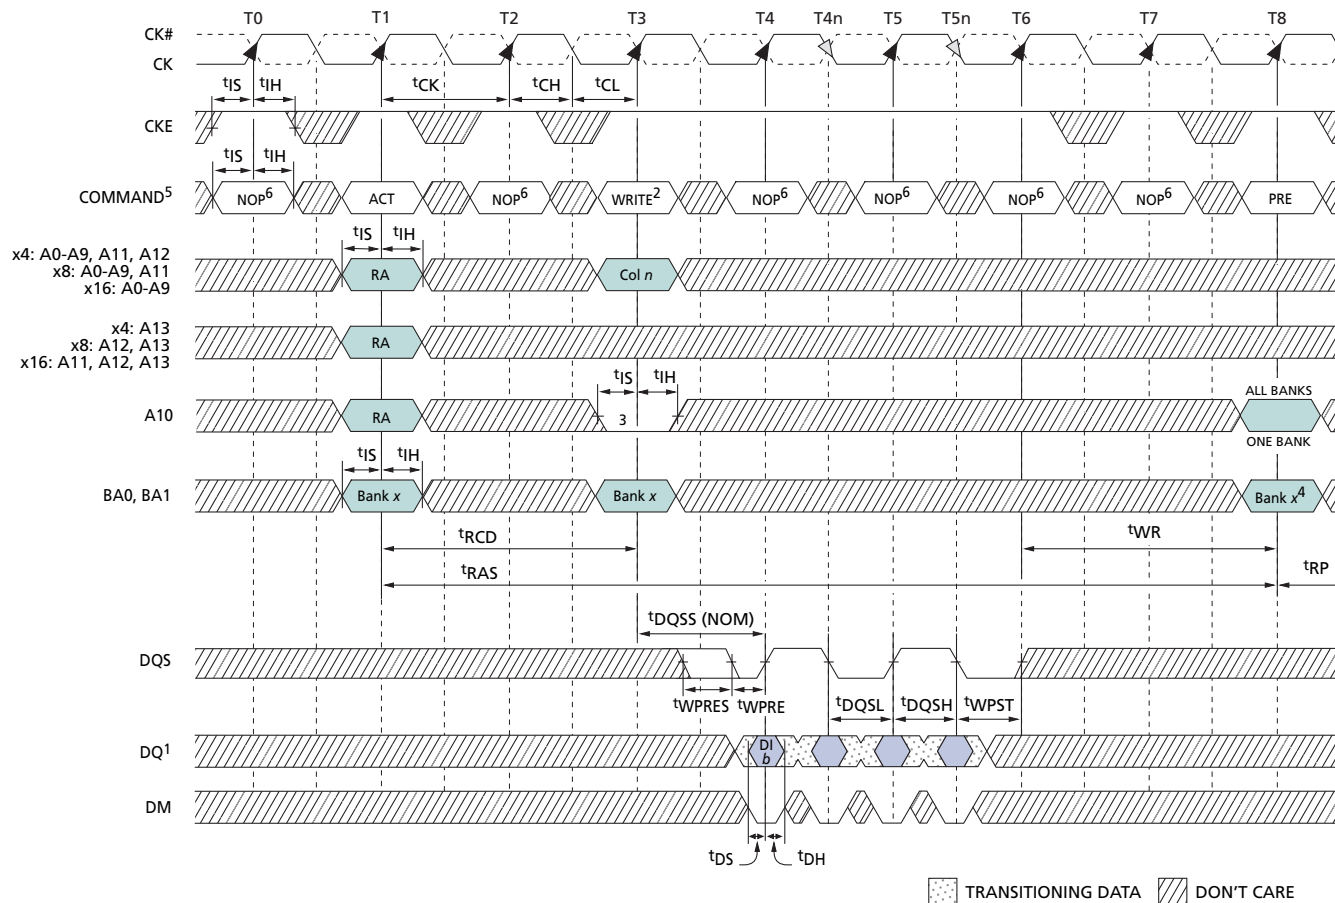 T0 T1 T2 T3 T4 T4n T5 T5n T6 T7 T8
CK#
CK
tIS tIH tCK tCH tCL
CKE
tIS tIH
COMMAND5 NOP6 ACT NOP6 WRITE2 NOP6 NOP6 NOP6 NOP6 PRE
tIS tIH
x4: A0-A9, A11, A12
x8: A0-A9, A11 RA Col n
x16: A0-A9
x4: A13
x8: A12, A13 RA
x16: A11, A12, A13
tIS tIH
ALL BANKS
A10 RA 3
ONE BANK
tIS tIH
BA0, BA1 Bank x Bank x Bank x4
tRCD tWR
tRAS tRP
tDQSS (NOM)
DQS
tWPRES tWPRE tDQSL tDQSH tWPST
DQ1 DI
b
DM
tDS tDH
TRANSITIONING DATA DON'T CARE